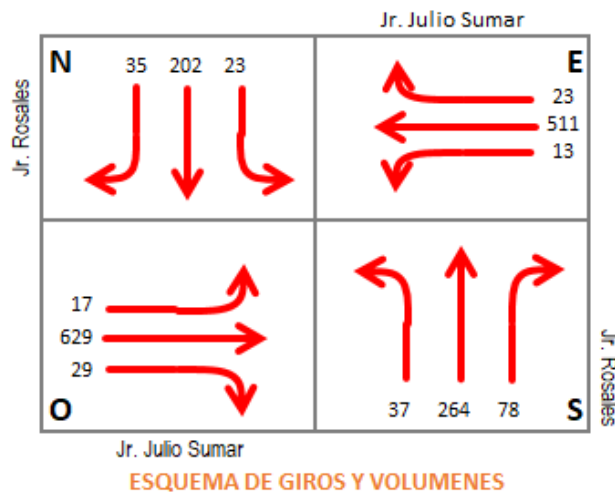 Jr. Julio Sumar
N
35 202 23
Jr. Rosales
E
23
511
13
17
629
29
O
Jr. Julio Sumar
37 264 78
S
Jr. Rosales
ESQUEMA DE GIROS Y VOLUMENES